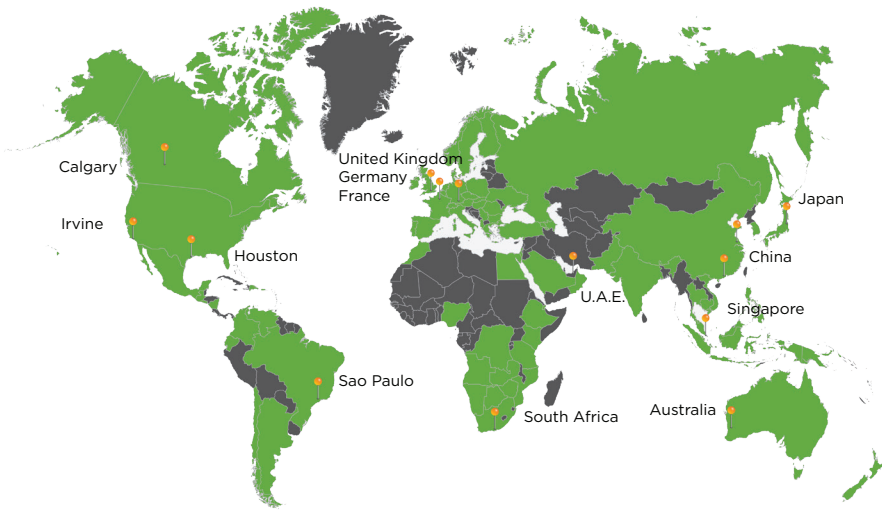 United Kingdom
Germany
France
Calgary
Irvine
Houston
Japan
China
U.A.E.
Singapore
Sao Paulo
South Africa
Australia